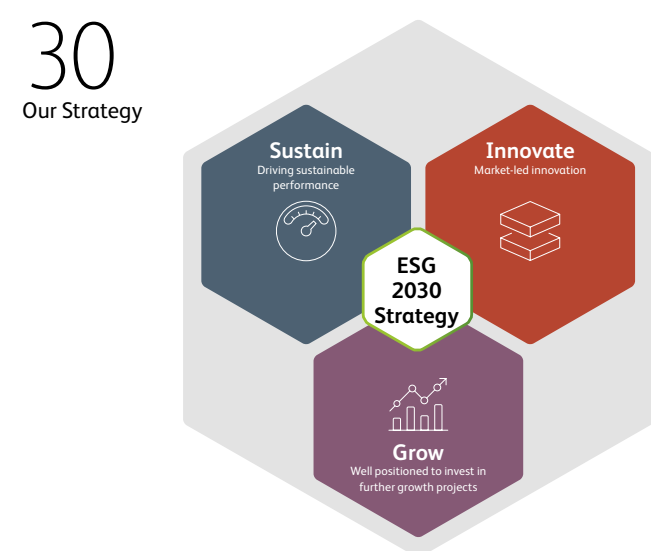 30
Our Strategy
Sustain
Driving sustainable
performance
Innovate
Market-led innovation
ESG
2030
Strategy
Grow
Well positioned to invest in
further growth projects